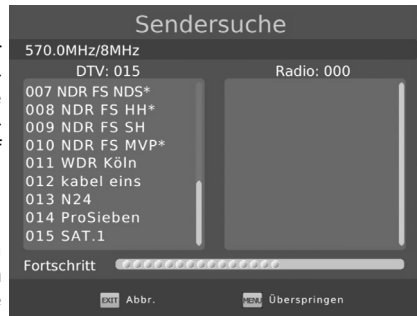 Sendersuche
570.0MHz/8MHz
DTV: 015
Radio: 000
007 NDR FS NDS*
008 NDR FS HH*
009 NDR FS SH
010 NDR FS MVP*
011 WDR Köln
012 kabel eins
013 N24
014 ProSieben
015 SAT.1
Fortschritt
EXIT Abbr.
MENU Überspringen